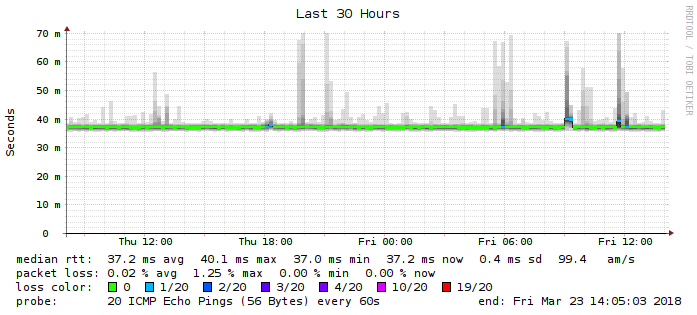 Last 30 Hours
RRDTOOL / TOBI OETIKER
Seconds
70 m
60 m
50 m
40 m
30 m
20 m
10 m
0
Thu 12:00 Thu 18:00 Fri 00:00 Fri 06:00 Fri 12:00
median rtt: 37.2 ms avg 40.1 ms max 37.0 ms min 37.2 ms now 0.4 ms sd 99.4 am/s
packet loss: 0.02 % avg 1.25 % max 0.00 % min 0.00 % now
loss color: 0 1/20 2/20 3/20 4/20 10/20 19/20
probe: 20 ICMP Echo Pings (56 Bytes) every 60s end: Fri Mar 23 14:05:03 2018